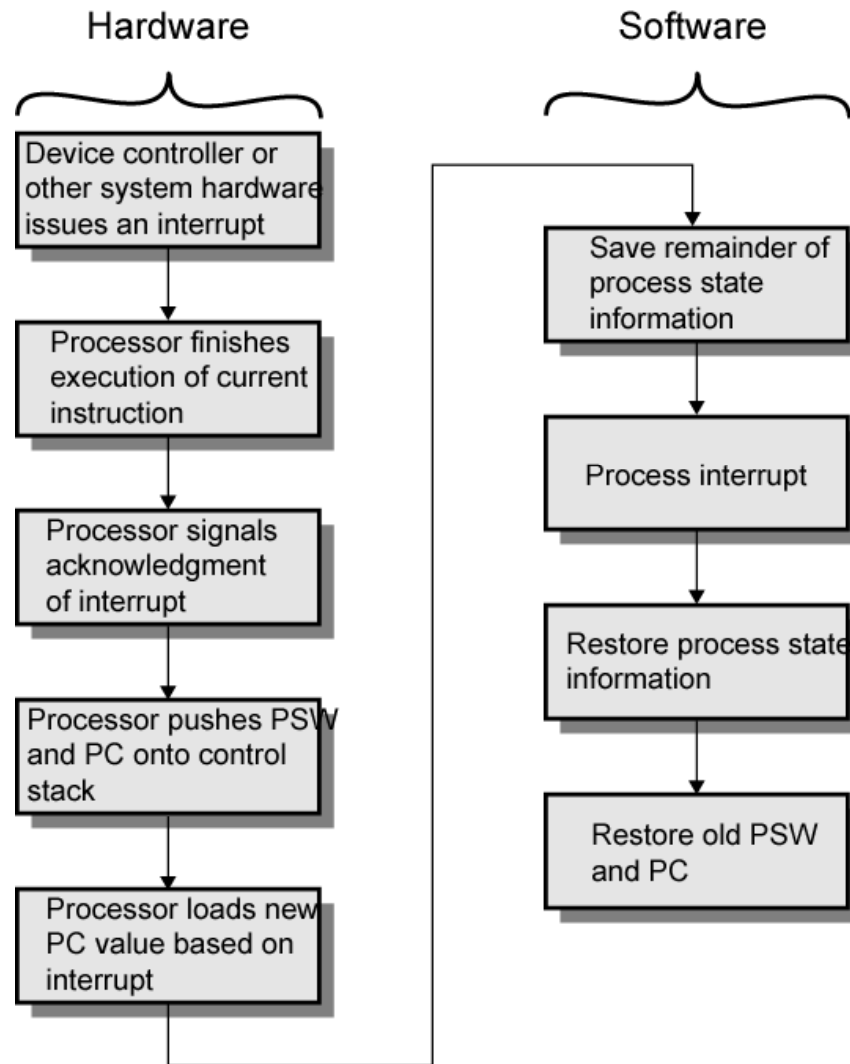 Hardware
Device controller or
other system hardware
issues an interrupt
Processor finishes
execution of current
instruction
Processor signals
acknowledgment
of interrupt
Processor pushes PSW
and PC onto control
stack
Processor loads new
PC value based on
interrupt
Software
Save remainder of
process state
information
Process interrupt
Restore process state
information
Restore old PSW
and PC